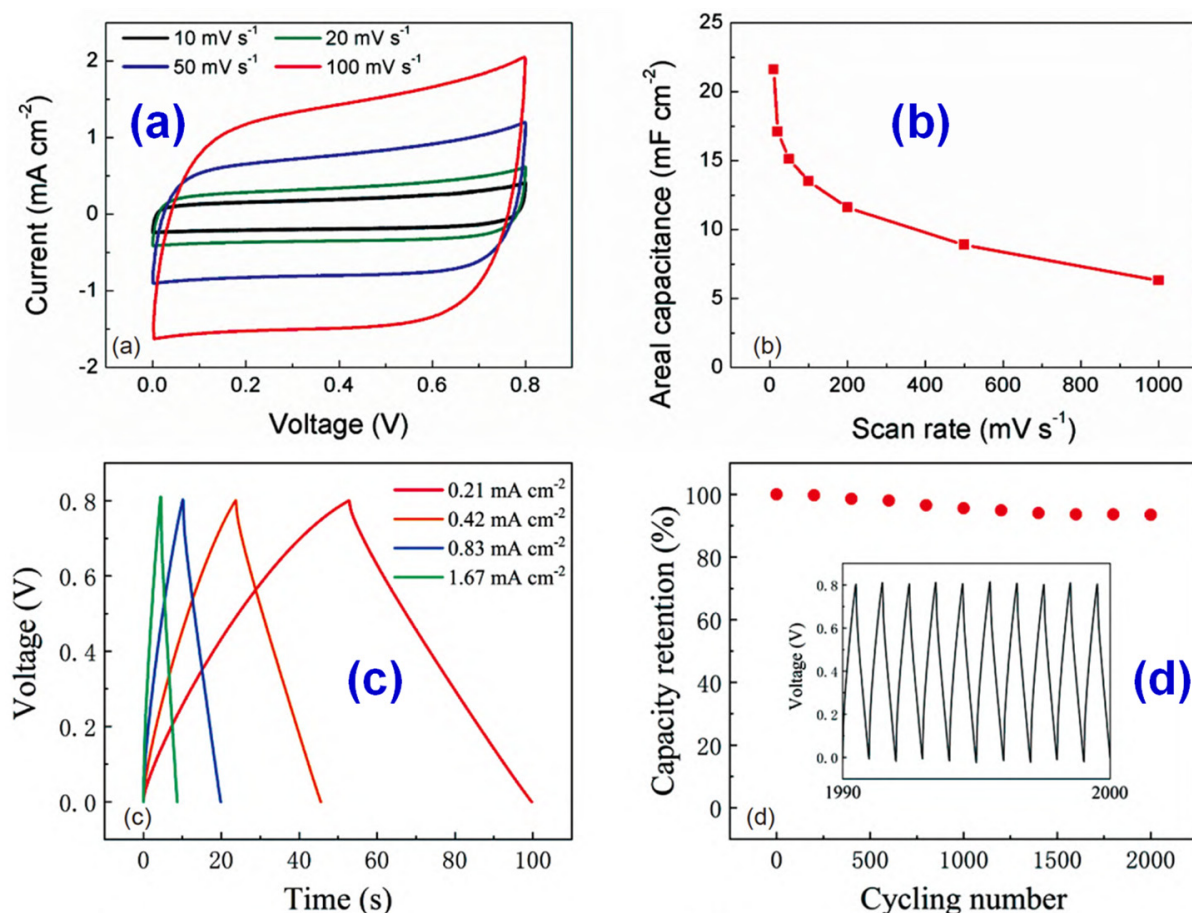 10 mV s⁻¹ 20 mV s⁻¹
50 mV s⁻¹ 100 mV s⁻¹
(a)
2
1
0
-1
-2
Current (mA cm⁻²)
(a)
0.0 0.2 0.4 0.6 0.8
Voltage (V)
25
20
15
10
5
0
Areal capacitance (mF cm⁻²)
(b)
(b)
0 200 400 600 800 1000
Scan rate (mV s⁻¹)
0.21 mA cm⁻²
0.42 mA cm⁻²
0.83 mA cm⁻²
1.67 mA cm⁻²
0.8
0.6
0.4
0.2
0.0
Voltage (V)
(c)
(c)
0 20 40 60 80 100
Time (s)
100
80
60
40
20
0
Capacity retention (%)
0.8
0.6
0.4
0.2
0.0
Voltage (V)
1990 2000
(d)
(d)
0 500 1000 1500 2000
Cycling number